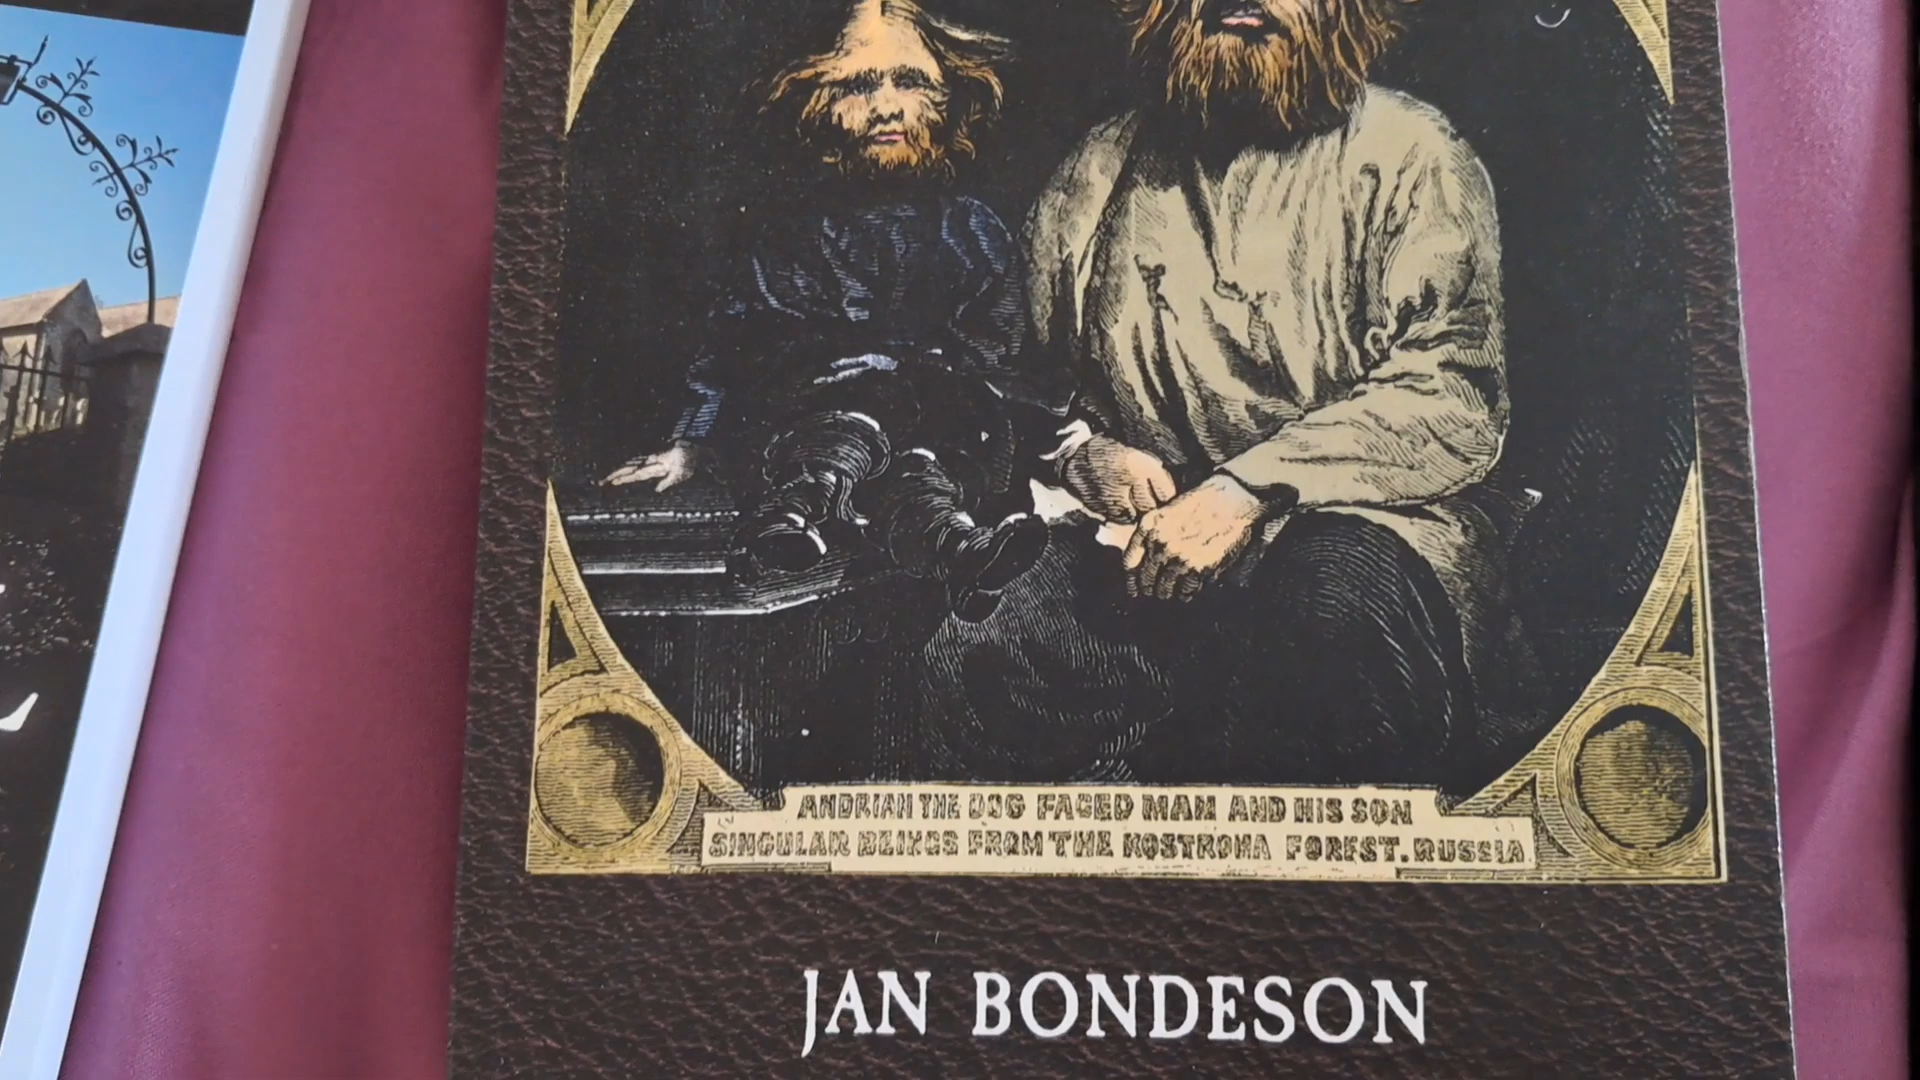 ANDRIAN THE DOG FACED MAN AND HIS SON
SINGULAR BEINGS FROM THE KOSTROMA FOREST. RUSSIA
JAN BONDESON